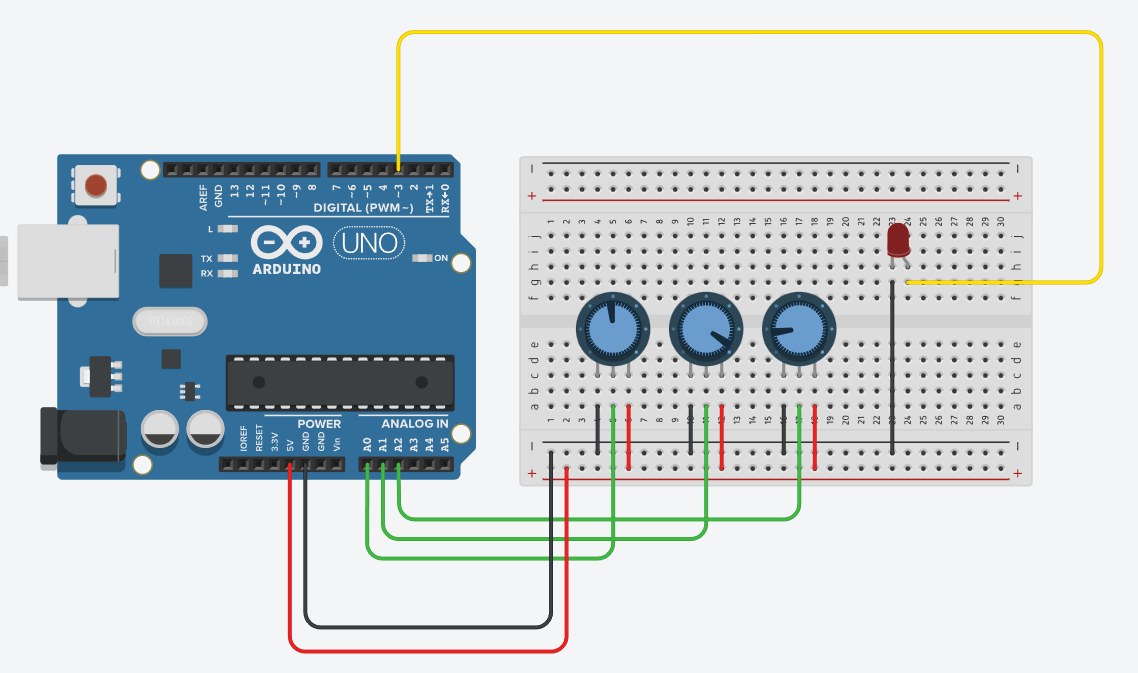 AREF GND 13 12 ~11 ~10 ~9 8 7 ~6 ~5 4 ~3 2 TX→1 RX←0
DIGITAL (PWM~)
L
TX
RX
ARDUINO
UNO
ON
POWER
ANALOG IN
IOREF RESET 3.3V 5V GND GND Vin A0 A1 A2 A3 A4 A5
− −
+ +
1 2 3 4 5 6 7 8 9 10 11 12 13 14 15 16 17 18 19 20 21 22 23 24 25 26 27 28 29 30
j j
i i
h h
g g
f f
e e
d d
c c
b b
a a
1 2 3 4 5 6 7 8 9 10 11 12 13 14 15 16 17 18 19 20 21 22 23 24 25 26 27 28 29 30
− −
+ +